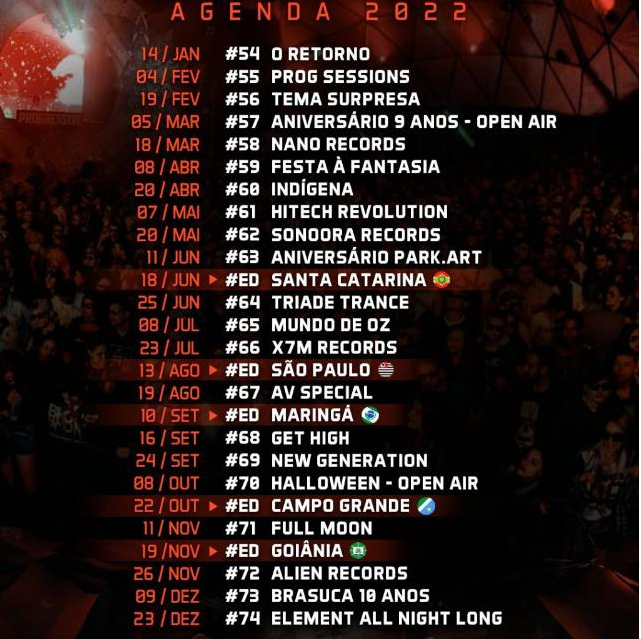 AGENDA 2022
14 / JAN #54 O RETORNO
04 / FEV #55 PROG SESSIONS
19 / FEV #56 TEMA SURPRESA
05 / MAR #57 ANIVERSÁRIO 9 ANOS - OPEN AIR
18 / MAR #58 NANO RECORDS
08 / ABR #59 FESTA À FANTASIA
20 / ABR #60 INDÍGENA
07 / MAI #61 HITECH REVOLUTION
20 / MAI #62 SONOORA RECORDS
11 / JUN #63 ANIVERSÁRIO PARK.ART
18 / JUN ▶ #ED SANTA CATARINA
25 / JUN #64 TRIADE TRANCE
08 / JUL #65 MUNDO DE OZ
23 / JUL #66 X7M RECORDS
13 / AGO ▶ #ED SÃO PAULO
19 / AGO #67 AV SPECIAL
10 / SET ▶ #ED MARINGÁ
16 / SET #68 GET HIGH
24 / SET #69 NEW GENERATION
08 / OUT #70 HALLOWEEN - OPEN AIR
22 / OUT ▶ #ED CAMPO GRANDE
11 / NOV #71 FULL MOON
19 /NOV ▶ #ED GOIÂNIA
26 / NOV #72 ALIEN RECORDS
09 / DEZ #73 BRASUCA 10 ANOS
23 / DEZ #74 ELEMENT ALL NIGHT LONG
PROGRESSIVE